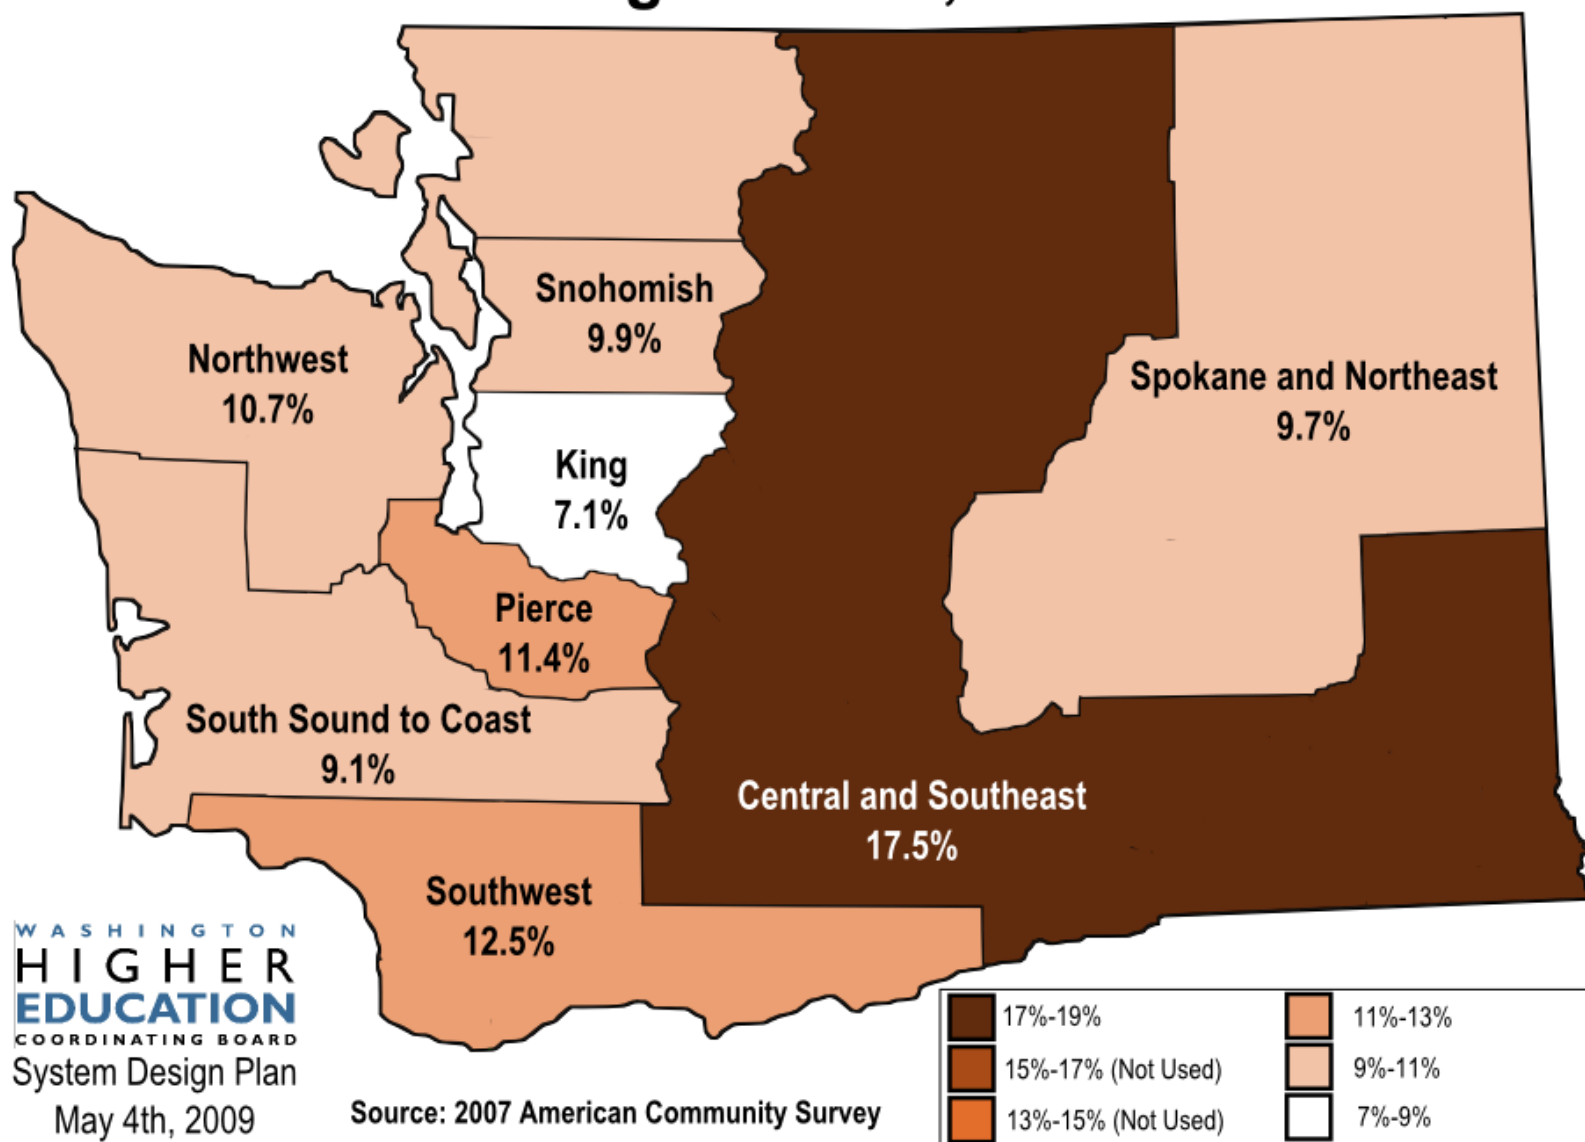 Snohomish
9.9%
Northwest
10.7%
Spokane and Northeast
9.7%
King
7.1%
Pierce
11.4%
South Sound to Coast
9.1%
Central and Southeast
17.5%
Southwest
12.5%
WASHINGTON
HIGHER
EDUCATION
COORDINATING BOARD
System Design Plan
May 4th, 2009
Source: 2007 American Community Survey
17%-19%
15%-17% (Not Used)
13%-15% (Not Used)
11%-13%
9%-11%
7%-9%